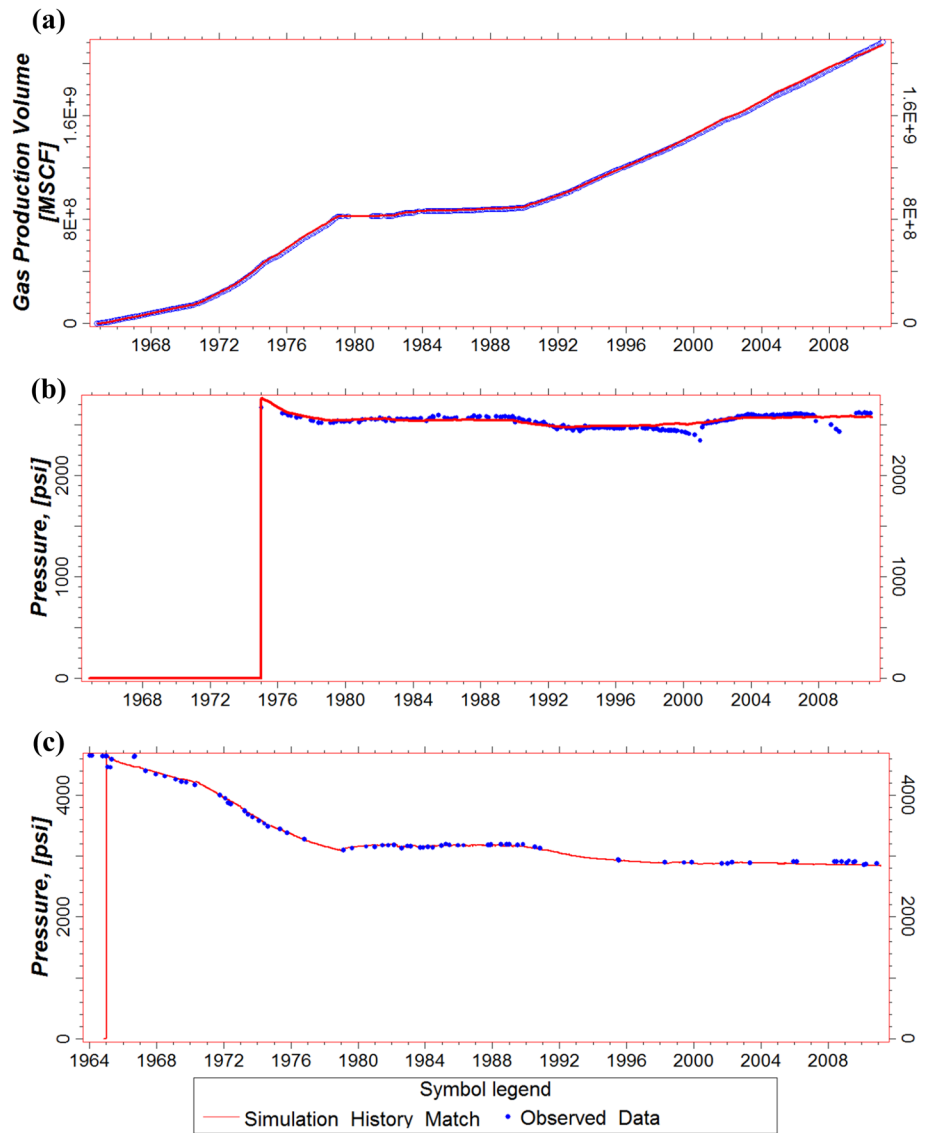 (a)
Gas Production Volume
[MSCF]
0 8E+8 1.6E+9
0 8E+8 1.6E+9
1968 1972 1976 1980 1984 1988 1992 1996 2000 2004 2008
(b)
Pressure, [psi]
0 1000 2000
0 1000 2000
1968 1972 1976 1980 1984 1988 1992 1996 2000 2004 2008
(c)
Pressure, [psi]
0 2000 4000
0 2000 4000
1964 1968 1972 1976 1980 1984 1988 1992 1996 2000 2004 2008
Symbol legend
Simulation History Match
Observed Data